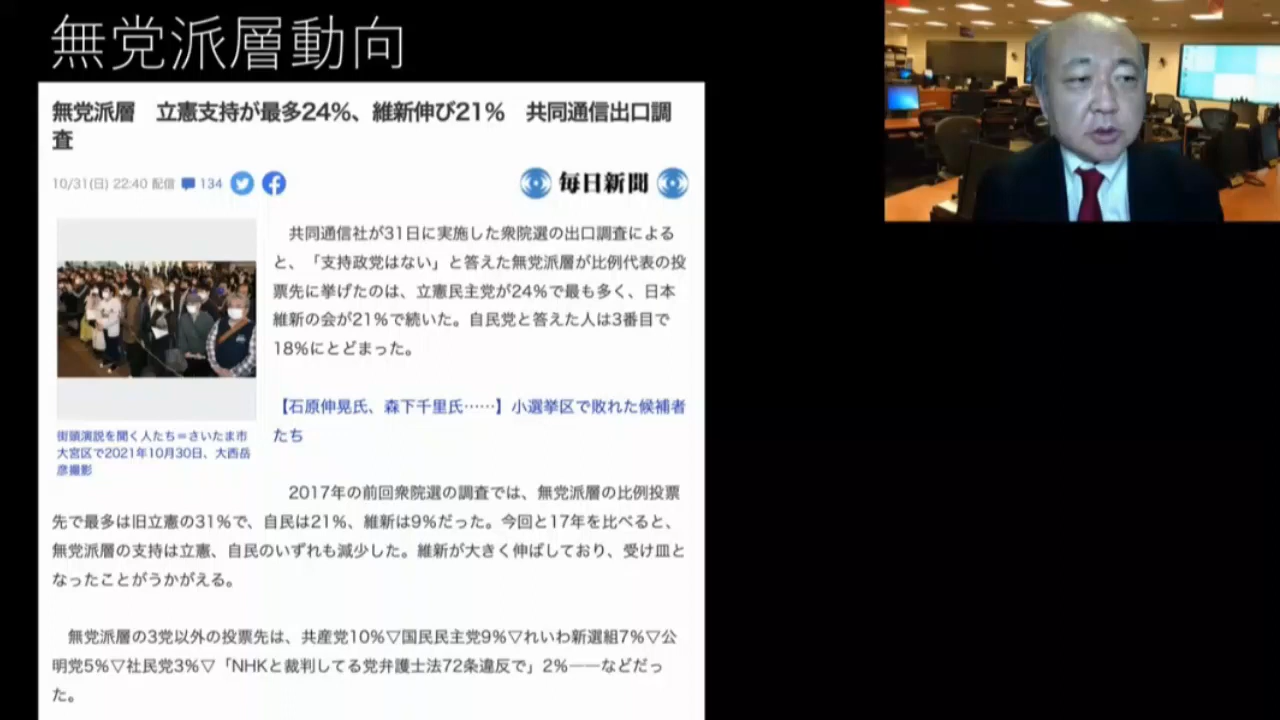 無党派層動向
無党派層　立憲支持が最多24%、維新伸び21%　共同通信出口調
査
10/31(日) 22:40 配信 134
毎日新聞
共同通信社が31日に実施した衆院選の出口調査による
と、「支持政党はない」と答えた無党派層が比例代表の投
票先に挙げたのは、立憲民主党が24%で最も多く、日本
維新の会が21%で続いた。自民党と答えた人は3番目で
18%にとどまった。
【石原伸晃氏、森下千里氏……】小選挙区で敗れた候補者
たち
街頭演説を聞く人たち＝さいたま市
大宮区で2021年10月30日、大西岳
彦撮影
2017年の前回衆院選の調査では、無党派層の比例投票
先で最多は旧立憲の31%で、自民は21%、維新は9%だった。今回と17年を比べると、
無党派層の支持は立憲、自民のいずれも減少した。維新が大きく伸ばしており、受け皿と
なったことがうかがえる。
無党派層の3党以外の投票先は、共産党10%▽国民民主党9%▽れいわ新選組7%▽公
明党5%▽社民党3%▽「NHKと裁判してる党弁護士法72条違反で」2%――などだっ
た。